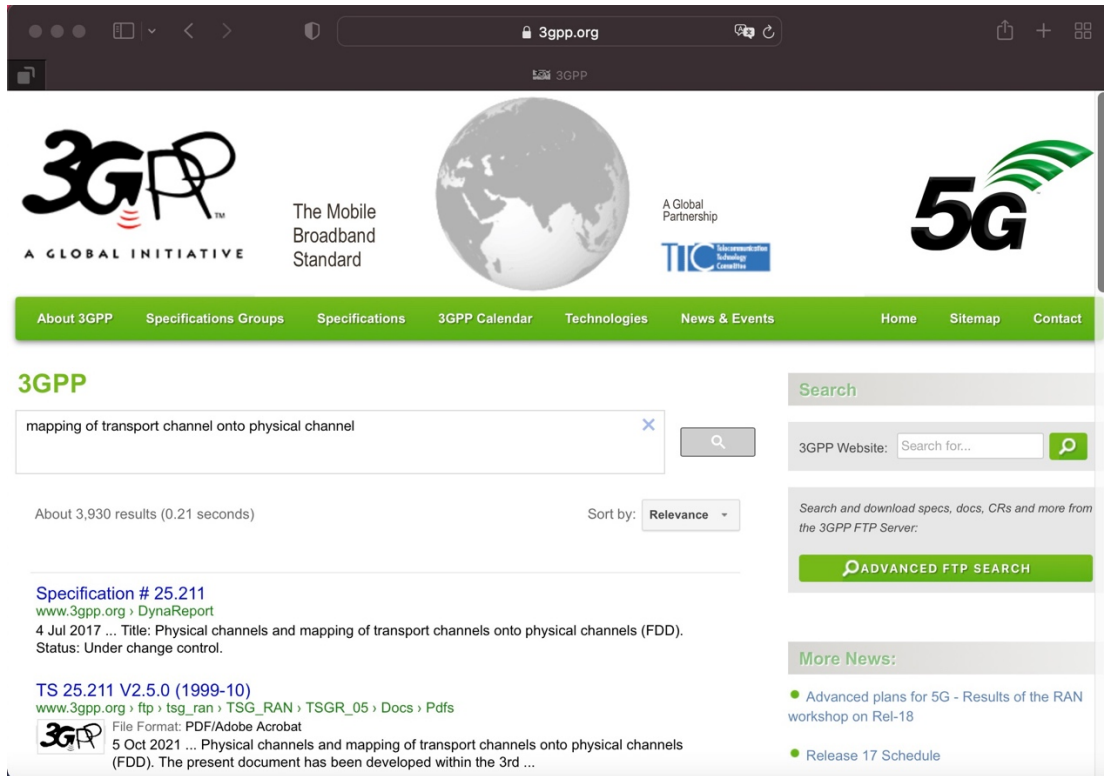 3gpp.org
3GPP
3GPP™
A GLOBAL INITIATIVE
The Mobile
Broadband
Standard
A Global
Partnership
TTC Telecommunication
Technology
Committee
5G
About 3GPP Specifications Groups Specifications 3GPP Calendar Technologies News & Events Home Sitemap Contact
3GPP
mapping of transport channel onto physical channel
About 3,930 results (0.21 seconds) Sort by: Relevance
Specification # 25.211
www.3gpp.org › DynaReport
4 Jul 2017 ... Title: Physical channels and mapping of transport channels onto physical channels (FDD).
Status: Under change control.
TS 25.211 V2.5.0 (1999-10)
www.3gpp.org › ftp › tsg_ran › TSG_RAN › TSGR_05 › Docs › Pdfs
3GPP
File Format: PDF/Adobe Acrobat
5 Oct 2021 ... Physical channels and mapping of transport channels onto physical channels
(FDD). The present document has been developed within the 3rd ...
Search
3GPP Website: Search for...
Search and download specs, docs, CRs and more from
the 3GPP FTP Server:
ADVANCED FTP SEARCH
More News:
Advanced plans for 5G - Results of the RAN
workshop on Rel-18
Release 17 Schedule